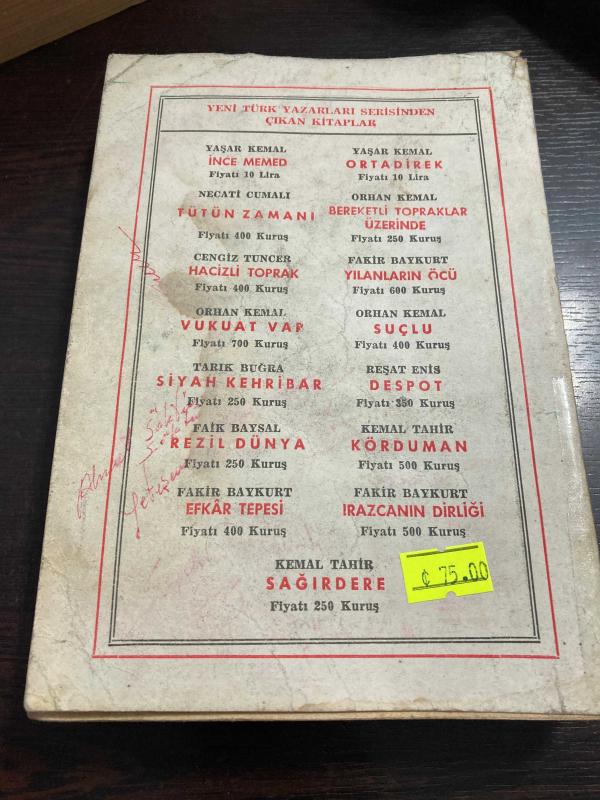 YENİ TÜRK YAZARLARI SERİSİNDEN
ÇIKAN KİTAPLAR
YAŞAR KEMAL
İNCE MEMED
Fiyatı 10 Lira
YAŞAR KEMAL
ORTADİREK
Fiyatı 10 Lira
NECATİ CUMALI
TÜTÜN ZAMANI
Fiyatı 400 Kuruş
ORHAN KEMAL
BEREKETLİ TOPRAKLAR
ÜZERİNDE
Fiyatı 250 Kuruş
CENGİZ TUNCER
HACİZLİ TOPRAK
Fiyatı 400 Kuruş
FAKİR BAYKURT
YILANLARIN ÖCÜ
Fiyatı 600 Kuruş
ORHAN KEMAL
VUKUAT VAR
Fiyatı 700 Kuruş
ORHAN KEMAL
SUÇLU
Fiyatı 400 Kuruş
TARIK BUĞRA
SİYAH KEHRİBAR
Fiyatı 250 Kuruş
REŞAT ENİS
DESPOT
Fiyatı 350 Kuruş
FAİK BAYSAL
REZİL DÜNYA
Fiyatı 250 Kuruş
KEMAL TAHİR
KÖRDUMAN
Fiyatı 500 Kuruş
FAKİR BAYKURT
EFKÂR TEPESİ
Fiyatı 400 Kuruş
FAKİR BAYKURT
IRAZCANIN DİRLİĞİ
Fiyatı 500 Kuruş
KEMAL TAHİR
SAĞIRDERE
Fiyatı 250 Kuruş
₺ 75.00